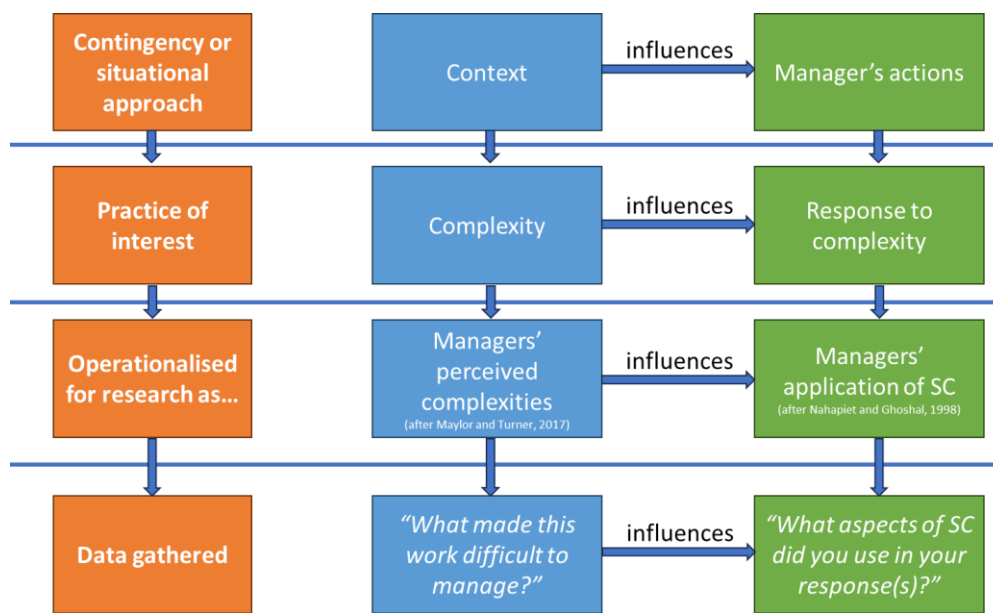 Contingency or
situational
approach
Context
influences
Manager’s actions
Practice of
interest
Complexity
influences
Response to
complexity
Operationalised
for research as…
Managers’
perceived
complexities
(after Maylor and Turner, 2017)
influences
Managers’
application of SC
(after Nahapiet and Ghoshal, 1998)
Data gathered
“What made this
work difficult to
manage?”
influences
“What aspects of SC
did you use in your
response(s)?”